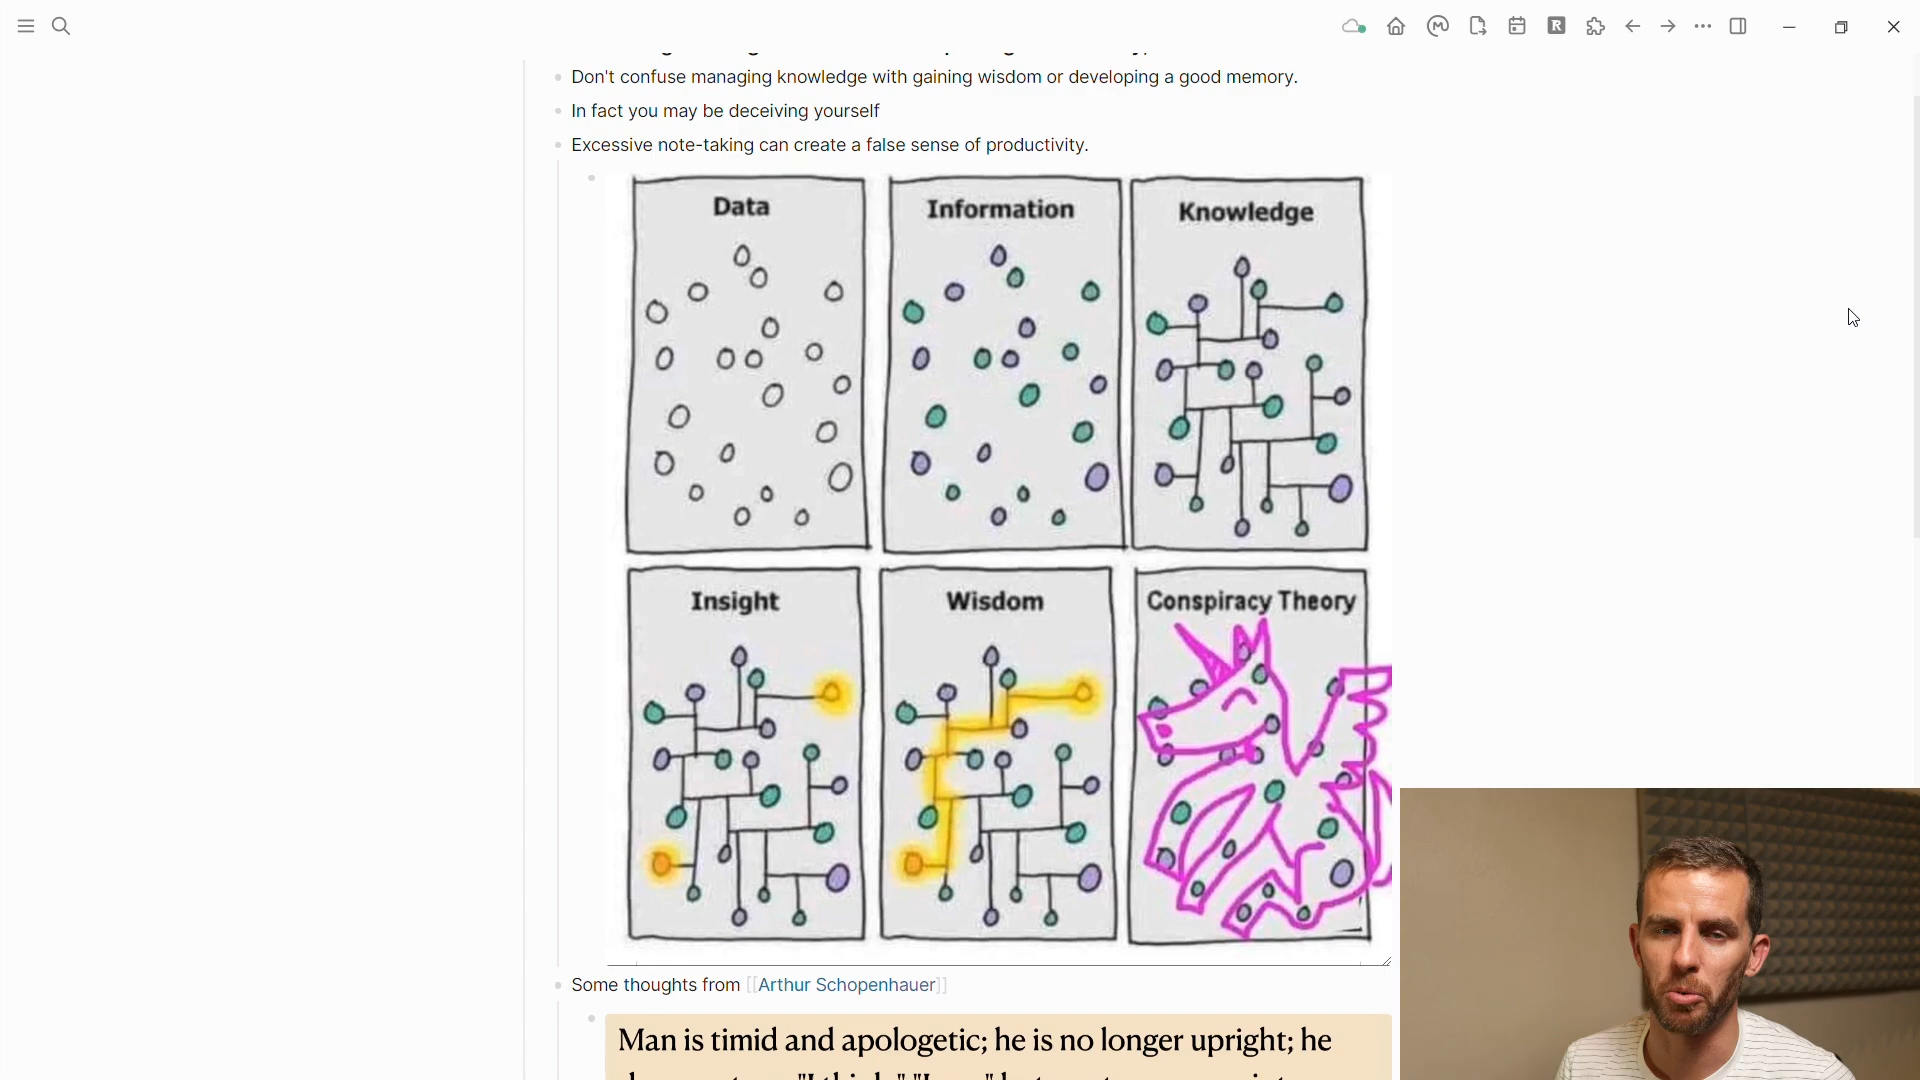 Don't confuse managing knowledge with gaining wisdom or developing a good memory.
In fact you may be deceiving yourself
Excessive note-taking can create a false sense of productivity.
Data
Information
Knowledge
Insight
Wisdom
Conspiracy Theory
Some thoughts from [[Arthur Schopenhauer]]
Man is timid and apologetic; he is no longer upright; he